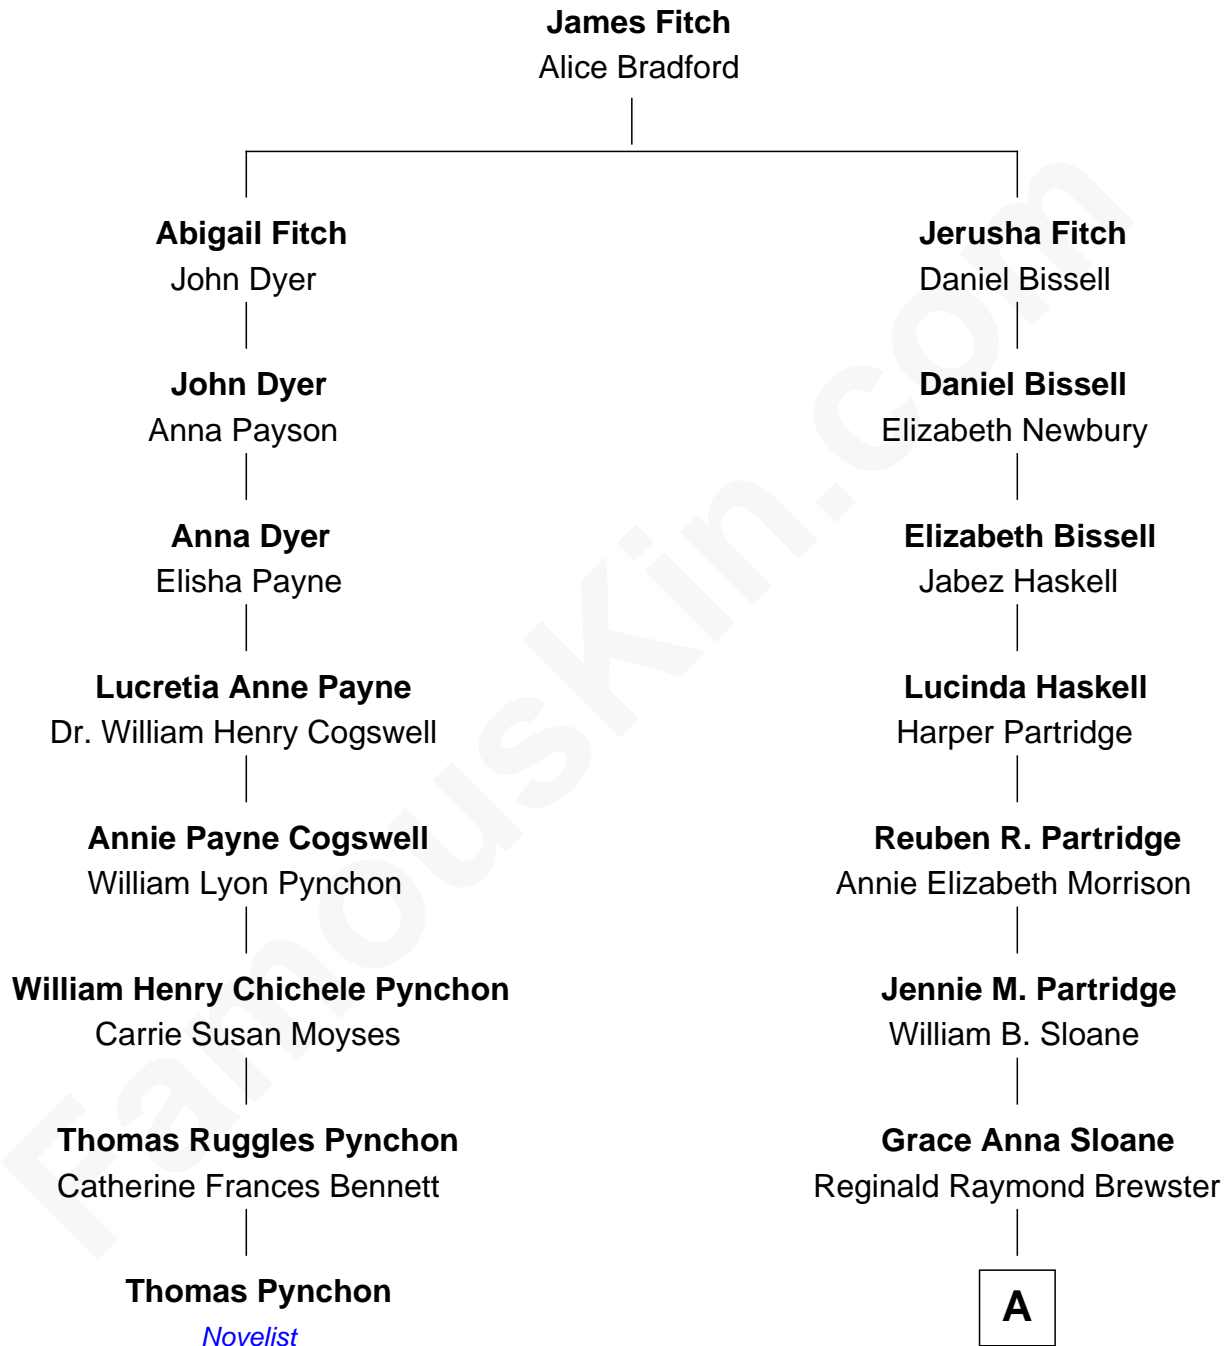 James Fitch
Alice Bradford
Abigail Fitch
John Dyer
Jerusha Fitch
Daniel Bissell
John Dyer
Anna Payson
Daniel Bissell
Elizabeth Newbury
Anna Dyer
Elisha Payne
Elizabeth Bissell
Jabez Haskell
Lucretia Anne Payne
Dr. William Henry Cogswell
Lucinda Haskell
Harper Partridge
Annie Payne Cogswell
William Lyon Pynchon
Reuben R. Partridge
Annie Elizabeth Morrison
William Henry Chichele Pynchon
Carrie Susan Moyses
Jennie M. Partridge
William B. Sloane
Thomas Ruggles Pynchon
Catherine Frances Bennett
Grace Anna Sloane
Reginald Raymond Brewster
Thomas Pynchon
Novelist
A
FamousKin.com